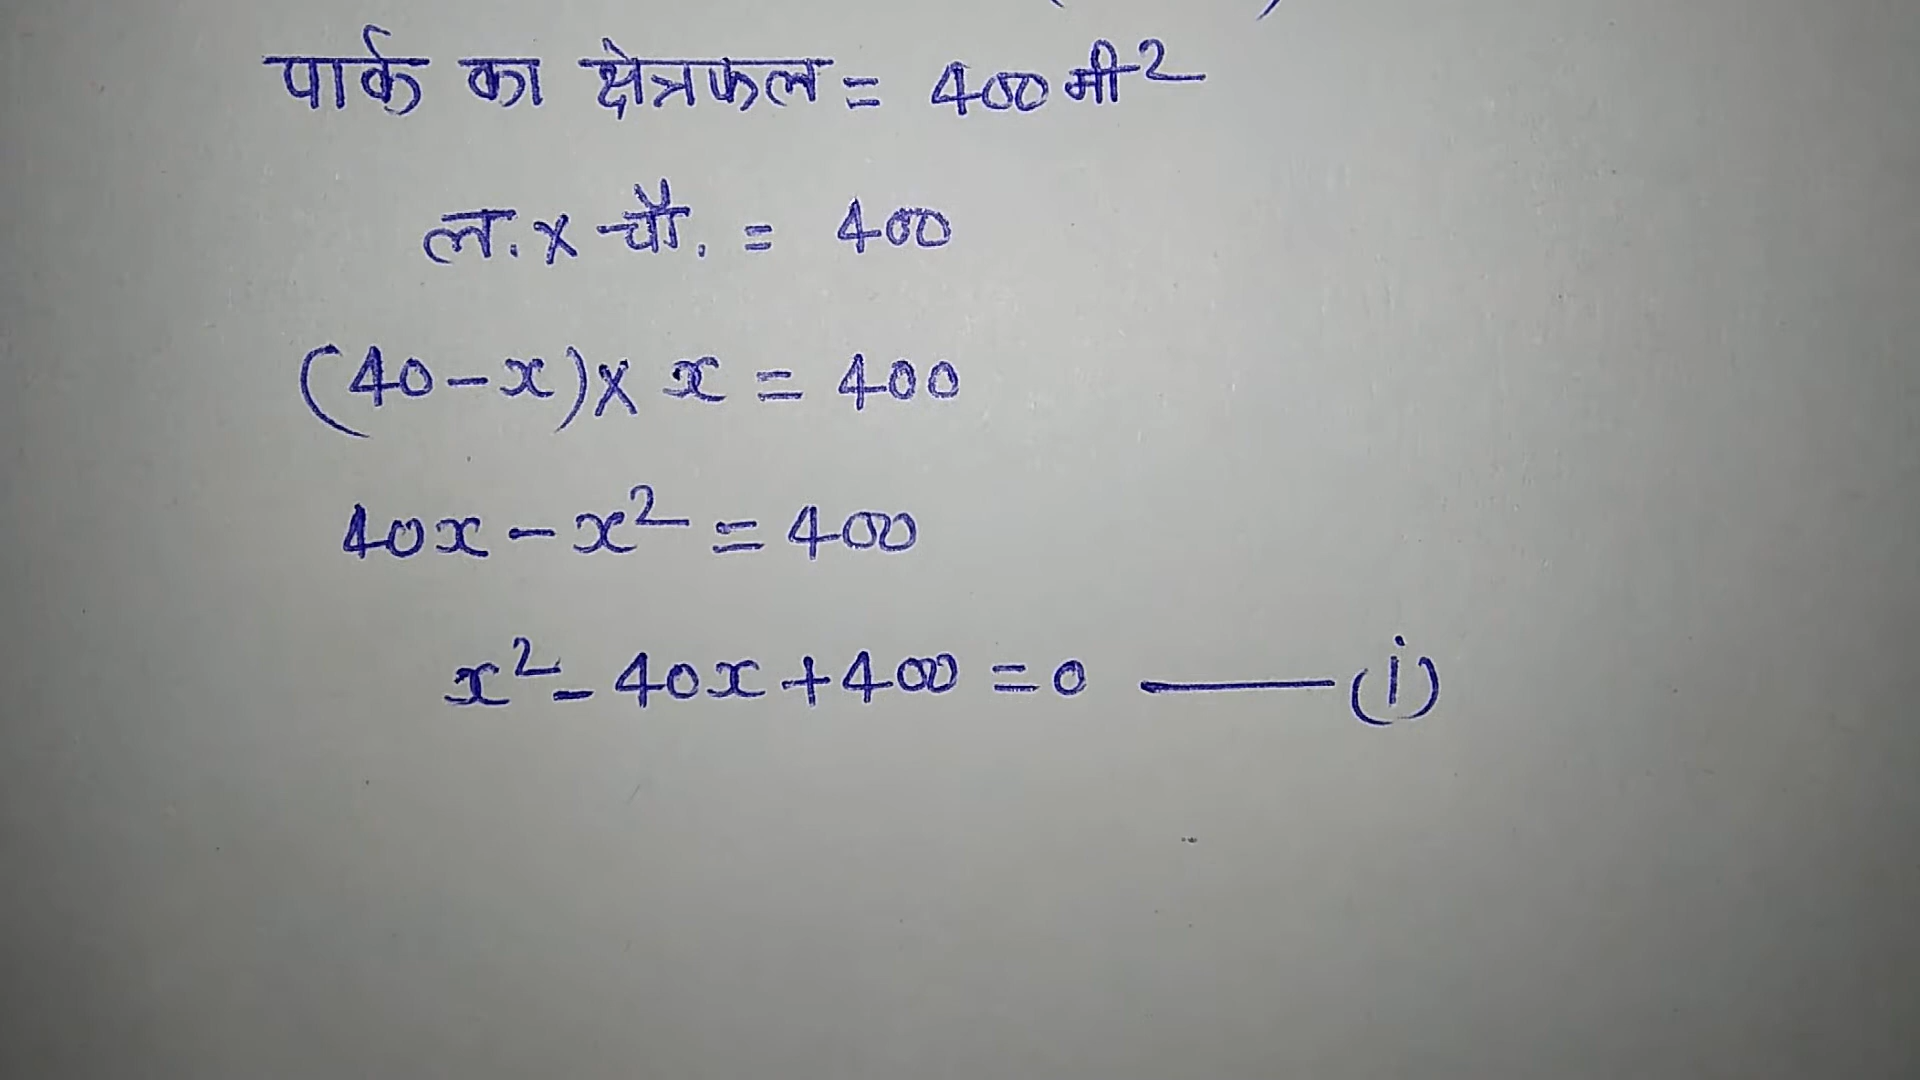 पार्क का क्षेत्रफल = 400 मी²
ल. x चौ. = 400
(40-x) x x = 400
40x - x² = 400
x² - 40x + 400 = 0 —— (i)